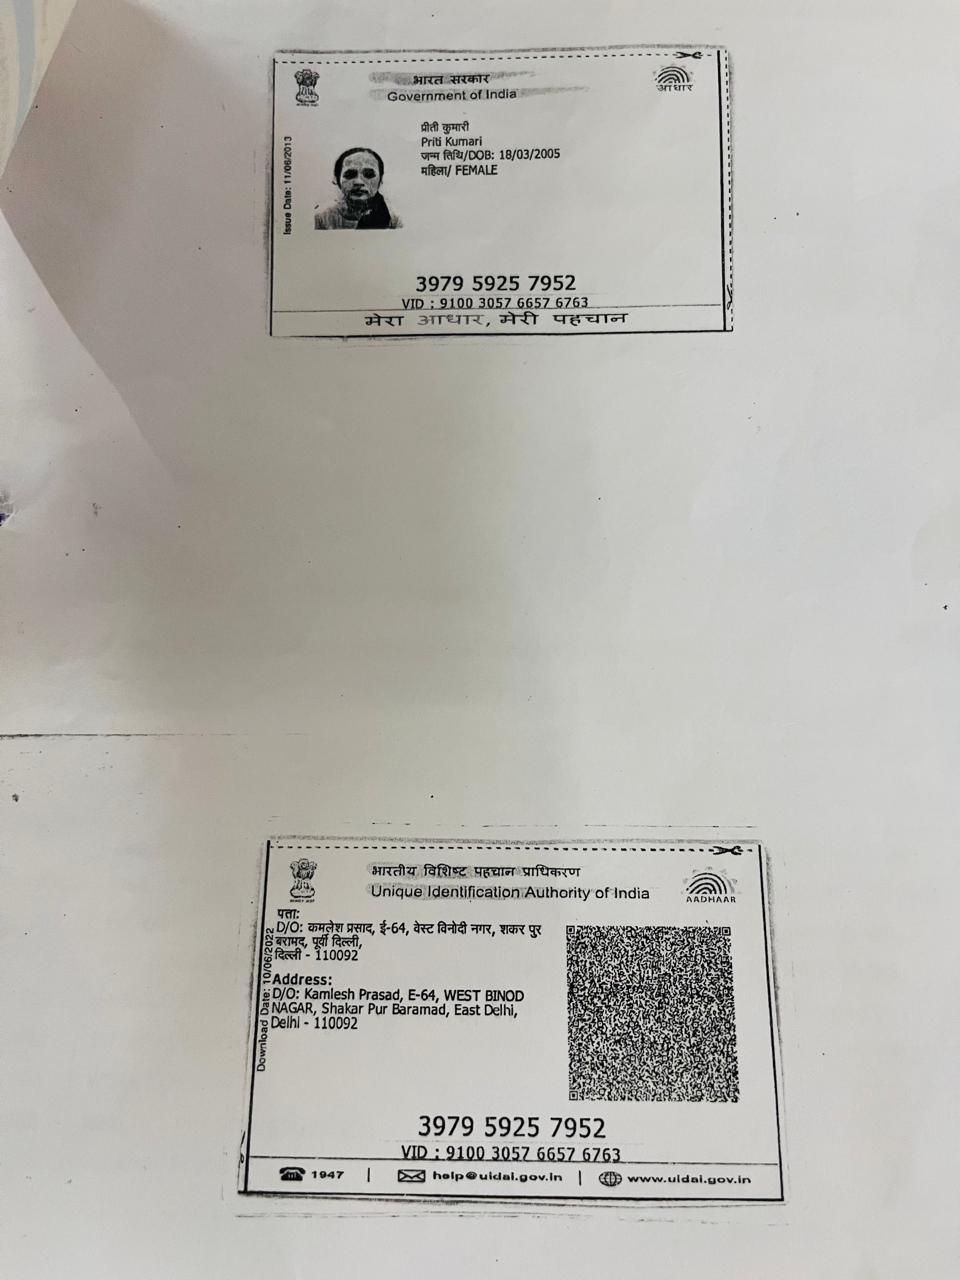 भारत सरकार
Government of India
आधार
Issue Date: 11/06/2013
प्रीती कुमारी
Priti Kumari
जन्म तिथि/DOB: 18/03/2005
महिला/ FEMALE
3979 5925 7952
VID : 9100 3057 6657 6763
मेरा आधार, मेरी पहचान
भारतीय विशिष्ट पहचान प्राधिकरण
Unique Identification Authority of India
AADHAAR
Download Date: 10/06/2022
पता:
D/O: कमलेश प्रसाद, ई-64, वेस्ट विनोदी नगर, शकर पुर
बरामद, पूर्वी दिल्ली,
दिल्ली - 110092
Address:
D/O: Kamlesh Prasad, E-64, WEST BINOD
NAGAR, Shakar Pur Baramad, East Delhi,
Delhi - 110092
3979 5925 7952
VID : 9100 3057 6657 6763
1947 | help@uidai.gov.in | www.uidai.gov.in